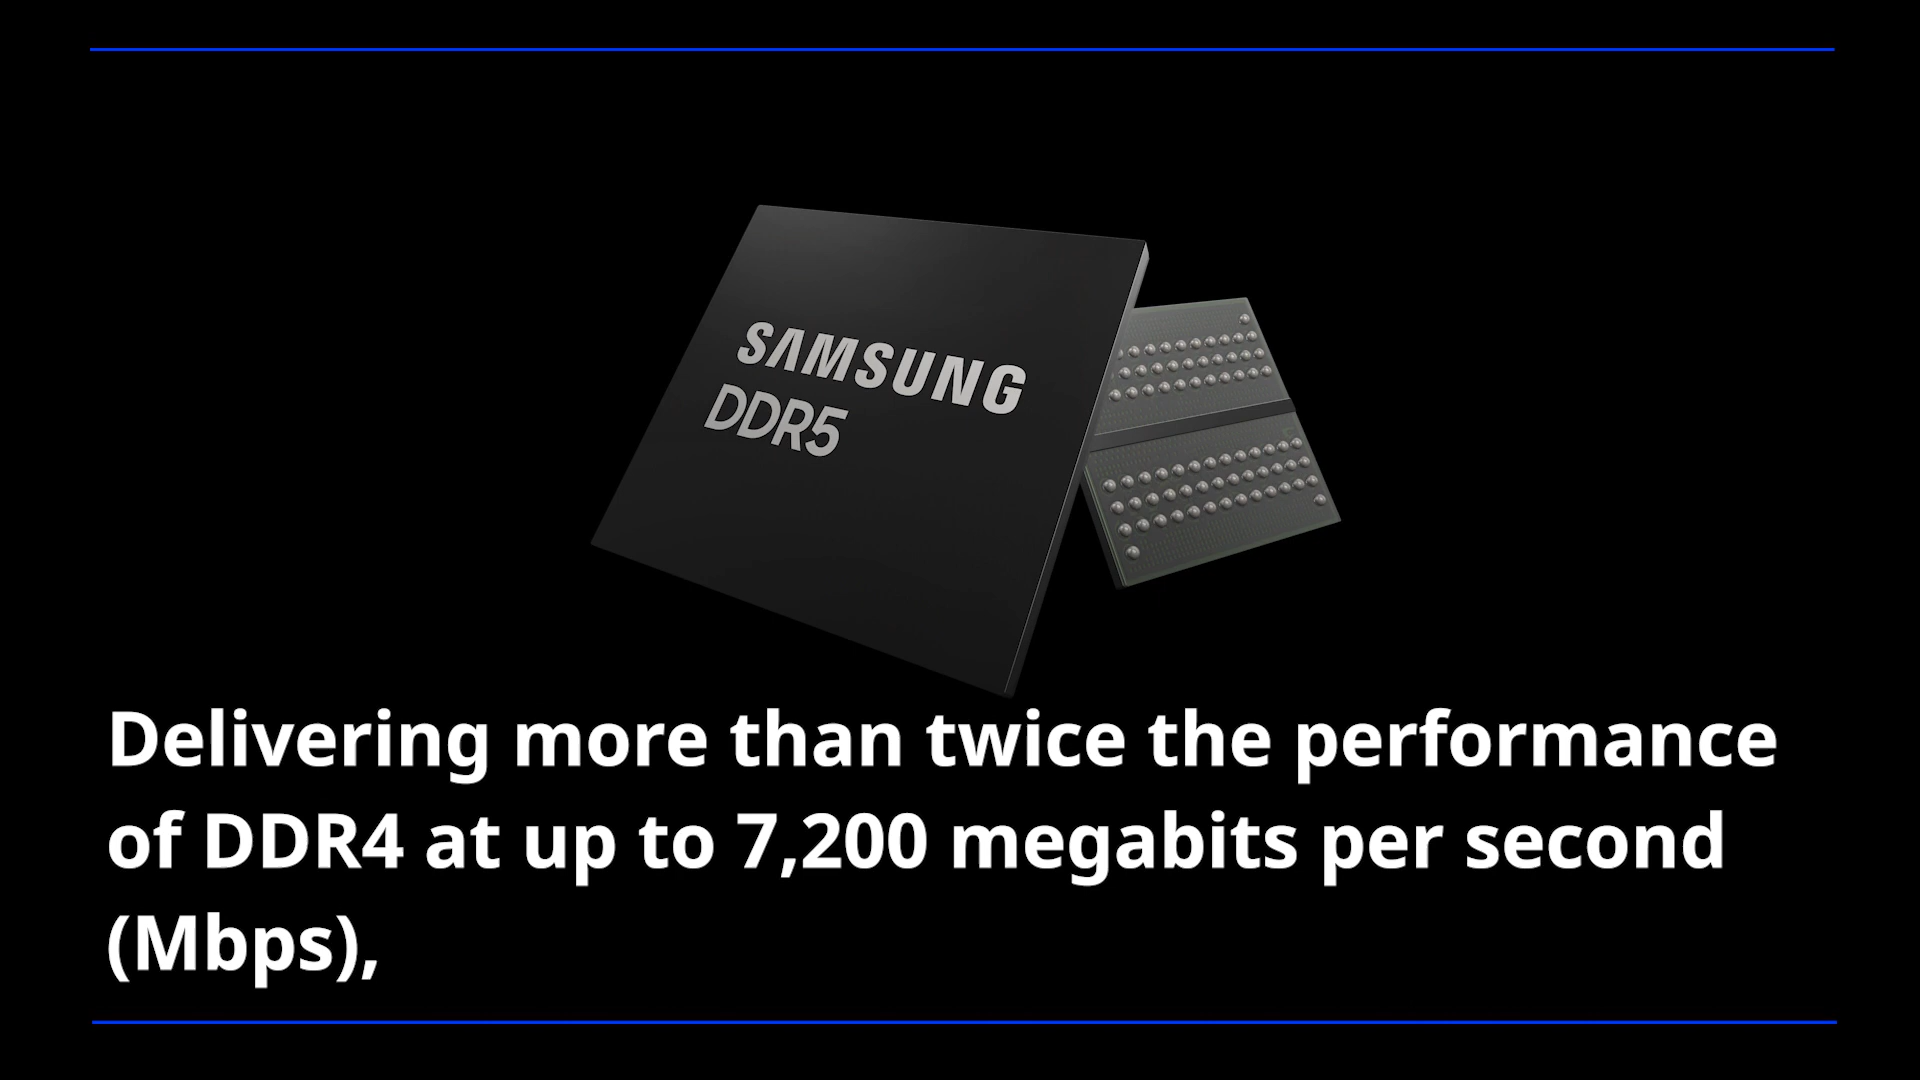 SAMSUNG
DDR5
Delivering more than twice the performance
of DDR4 at up to 7,200 megabits per second
(Mbps),